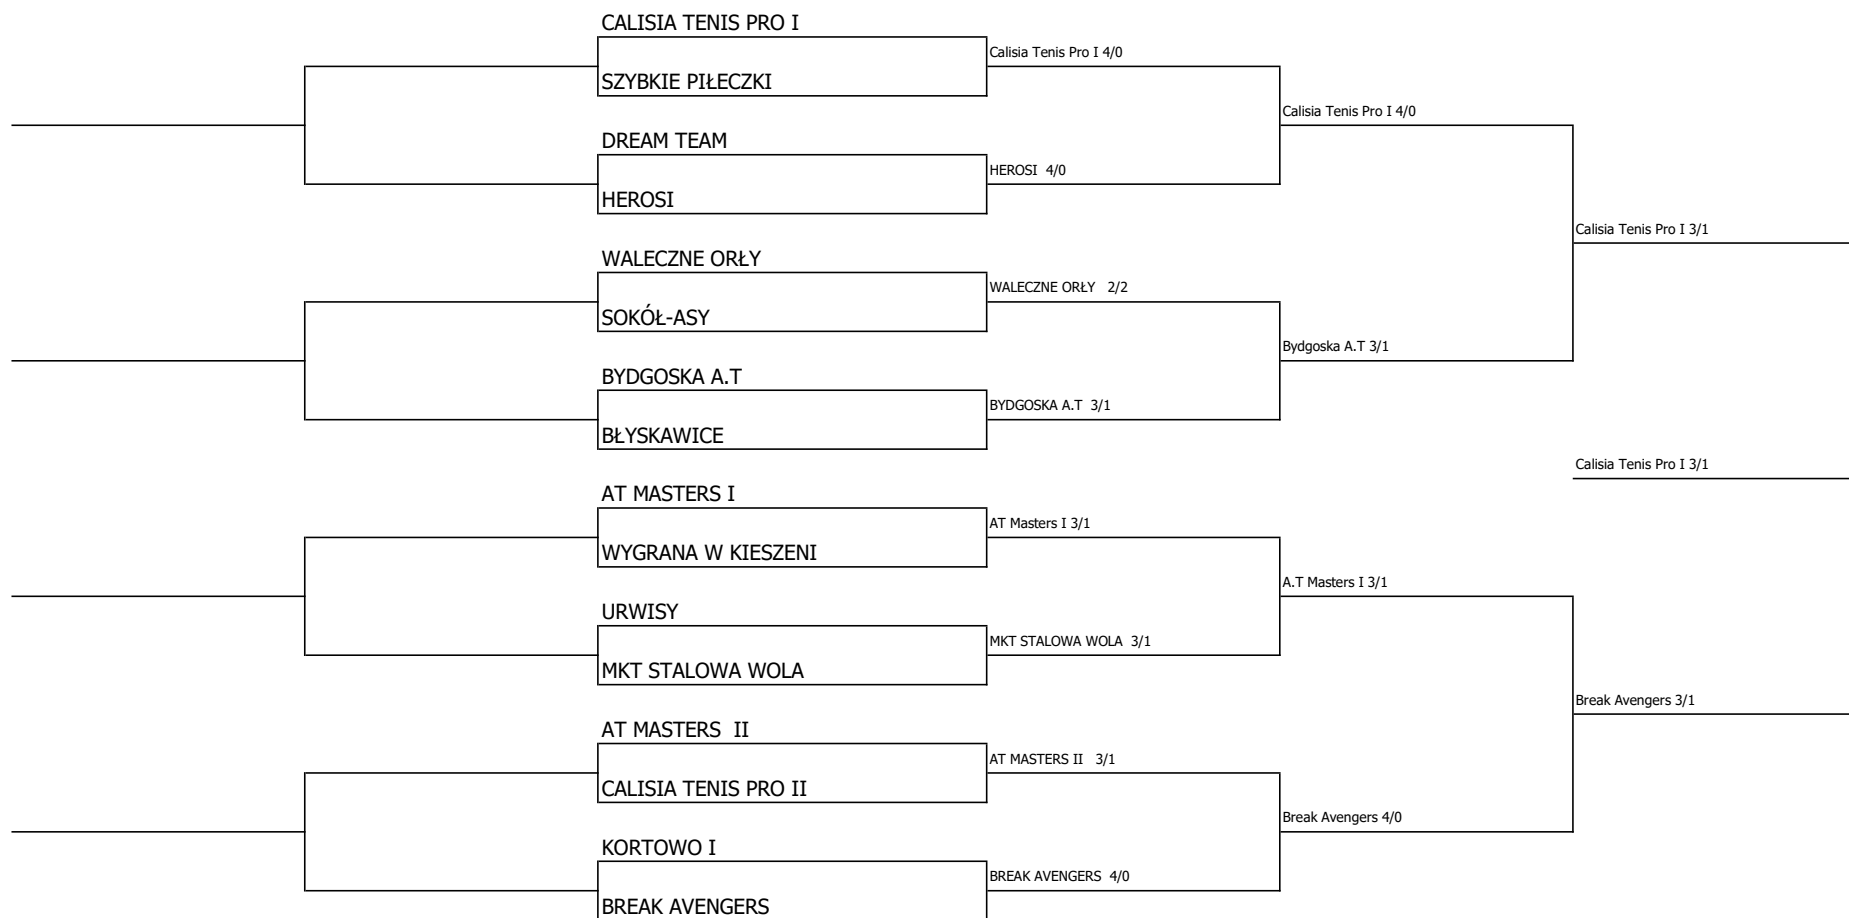 CALISIA TENIS PRO I
Calisia Tenis Pro I 4/0
SZYBKIE PIŁECZKI
Calisia Tenis Pro I 4/0
DREAM TEAM
HEROSI 4/0
HEROSI
Calisia Tenis Pro I 3/1
WALECZNE ORŁY
WALECZNE ORŁY 2/2
SOKÓŁ-ASY
Bydgoska A.T 3/1
BYDGOSKA A.T
BYDGOSKA A.T 3/1
BŁYSKAWICE
Calisia Tenis Pro I 3/1
AT MASTERS I
AT Masters I 3/1
WYGRANA W KIESZENI
A.T Masters I 3/1
URWISY
MKT STALOWA WOLA 3/1
MKT STALOWA WOLA
Break Avengers 3/1
AT MASTERS II
AT MASTERS II 3/1
CALISIA TENIS PRO II
Break Avengers 4/0
KORTOWO I
BREAK AVENGERS 4/0
BREAK AVENGERS